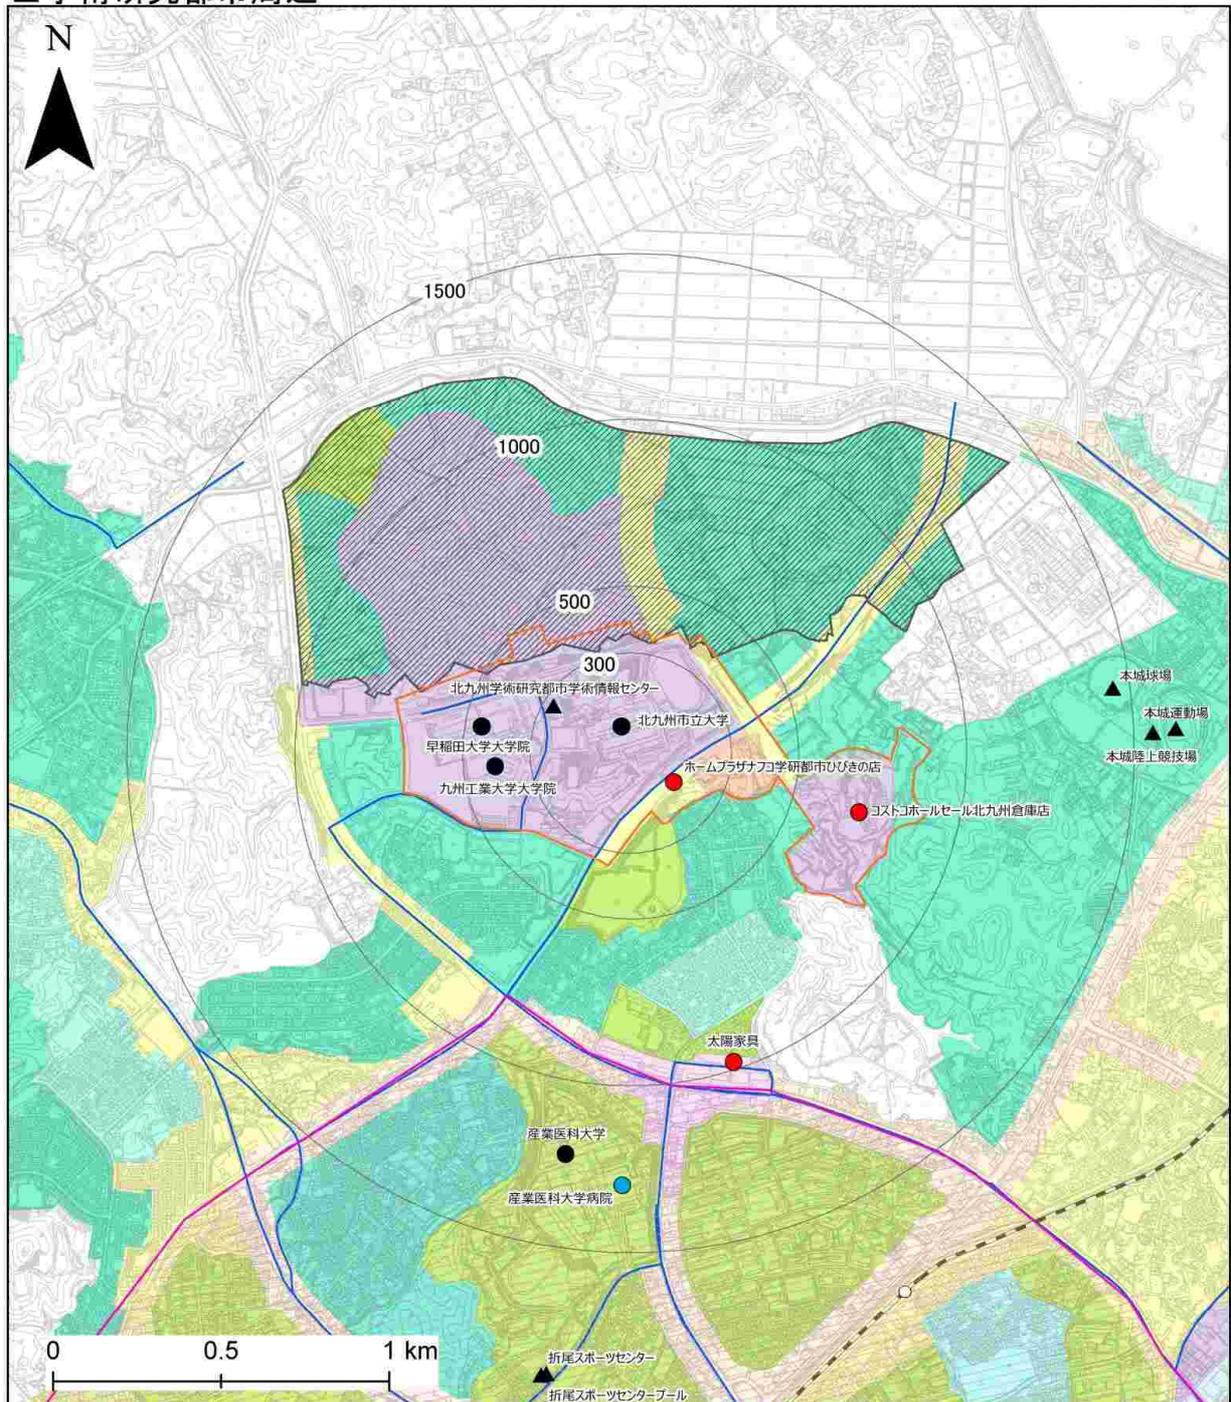 N
1500
1000
500
300
北九州学術研究都市学術情報センター
北九州市立大学
早稲田大学大学院
九州工業大学大学院
ホームプラザナフコ学研都市ひびきの店
コストコホールセール北九州倉庫店
本城球場
本城運動場
本城陸上競技場
太陽家具
産業医科大学
産業医科大学病院
0 0.5 1 km
折尾スポーツセンター
折尾スポーツセンタープール